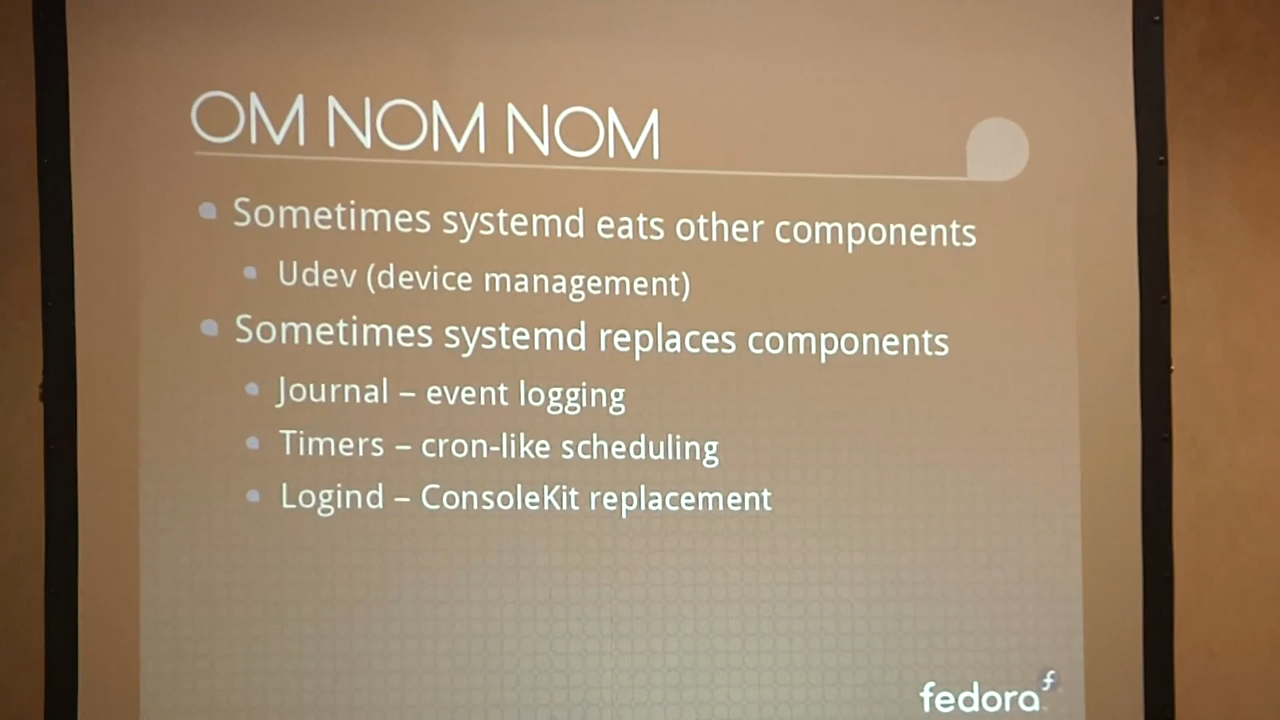 OM NOM NOM
Sometimes systemd eats other components
Udev (device management)
Sometimes systemd replaces components
Journal – event logging
Timers – cron-like scheduling
Logind – ConsoleKit replacement
fedora f